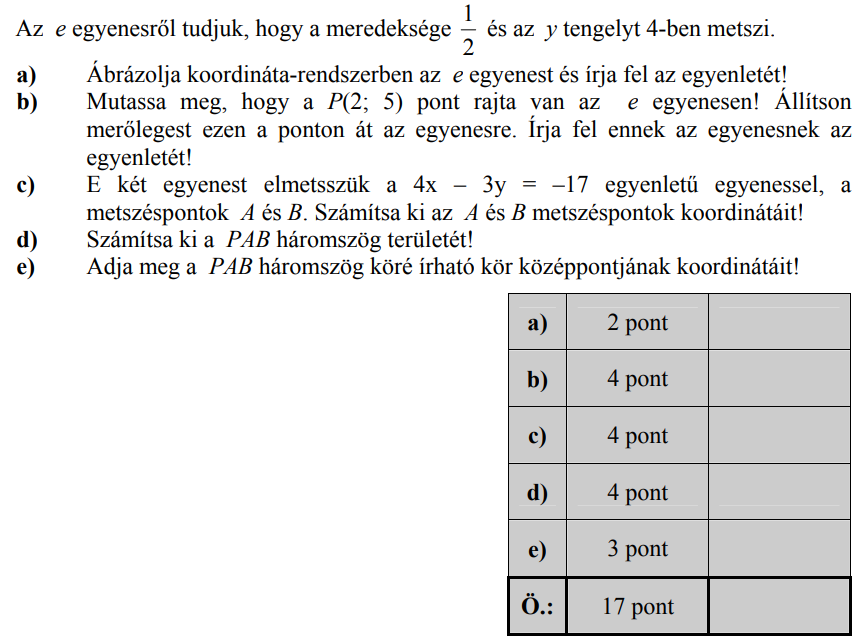 Az e egyenesről tudjuk, hogy a meredeksége 1/2 és az y tengelyt 4-ben metszi.
a) Ábrázolja koordináta-rendszerben az e egyenest és írja fel az egyenletét!
b) Mutassa meg, hogy a P(2; 5) pont rajta van az e egyenesen! Állítson
merőlegest ezen a ponton át az egyenesre. Írja fel ennek az egyenesnek az
egyenletét!
c) E két egyenest elmetsszük a 4x – 3y = –17 egyenletű egyenessel, a
metszéspontok A és B. Számítsa ki az A és B metszéspontok koordinátáit!
d) Számítsa ki a PAB háromszög területét!
e) Adja meg a PAB háromszög köré írható kör középpontjának koordinátáit!
a) 2 pont
b) 4 pont
c) 4 pont
d) 4 pont
e) 3 pont
Ö.: 17 pont